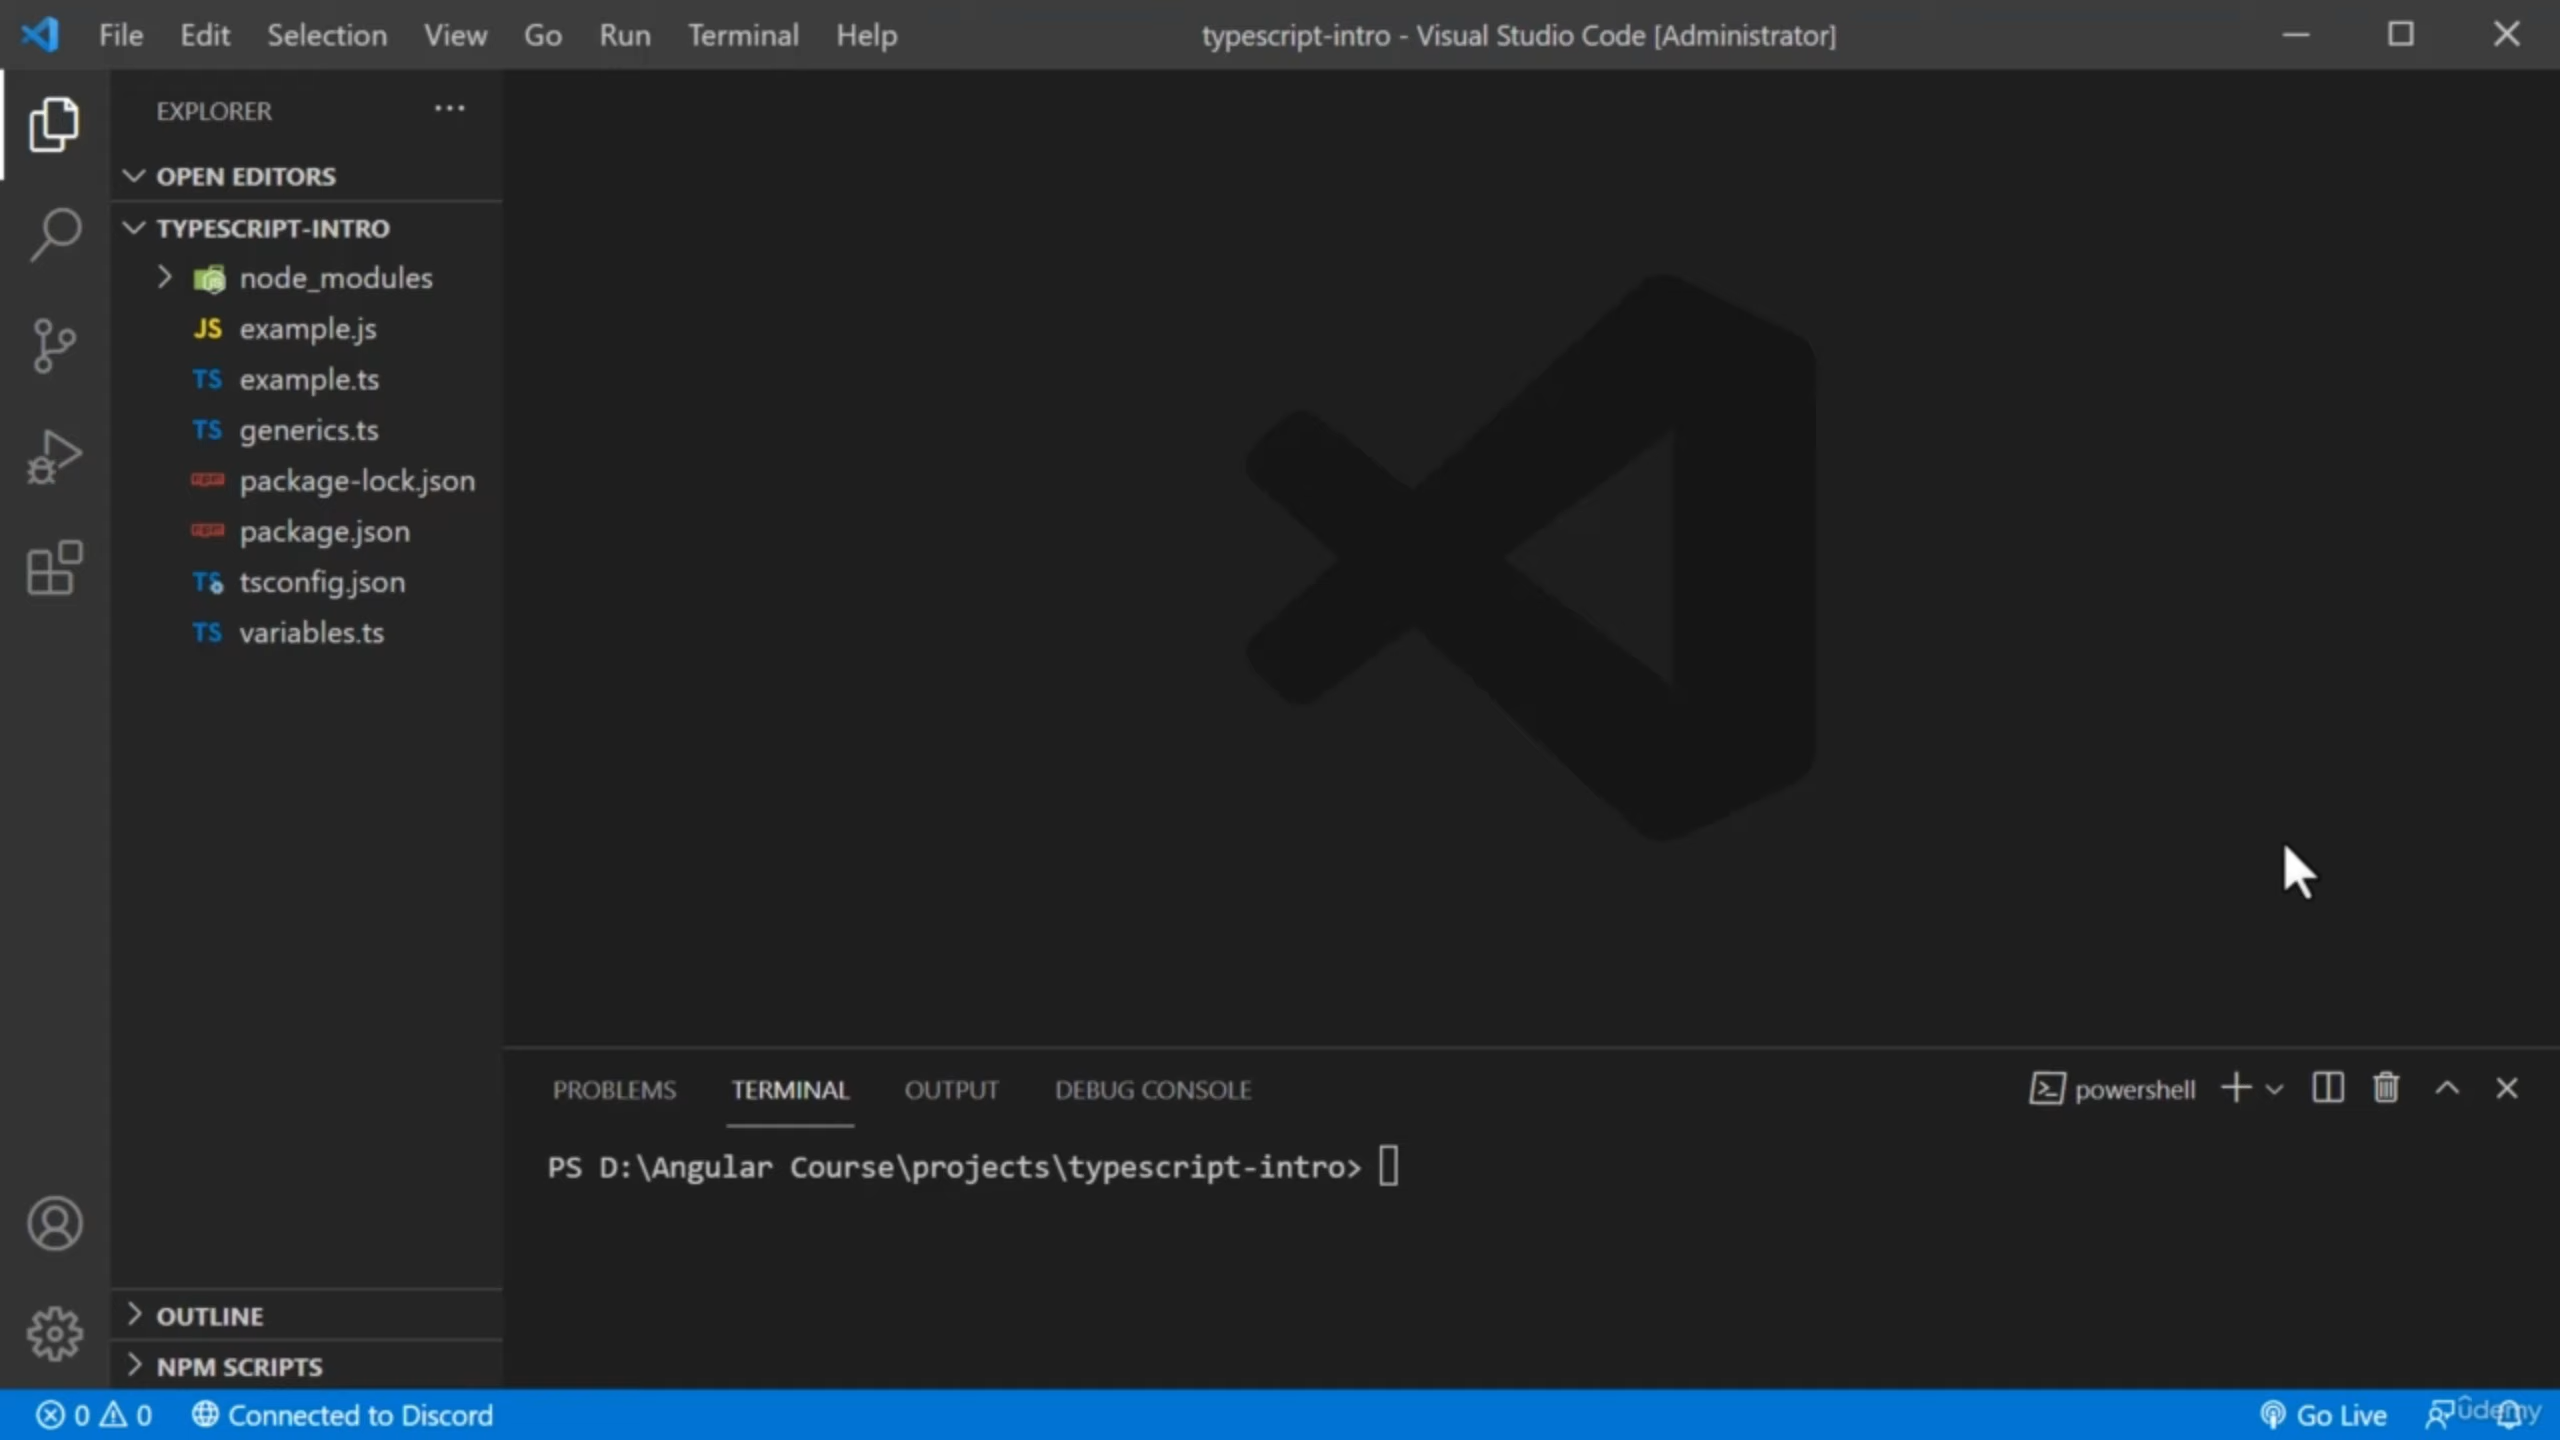 File Edit Selection View Go Run Terminal Help typescript-intro - Visual Studio Code [Administrator]
EXPLORER
OPEN EDITORS
TYPESCRIPT-INTRO
node_modules
JS example.js
TS example.ts
TS generics.ts
package-lock.json
package.json
TS tsconfig.json
TS variables.ts
PROBLEMS TERMINAL OUTPUT DEBUG CONSOLE powershell
PS D:\Angular Course\projects\typescript-intro>
OUTLINE
NPM SCRIPTS
0 0 Connected to Discord Go Live ûdemy